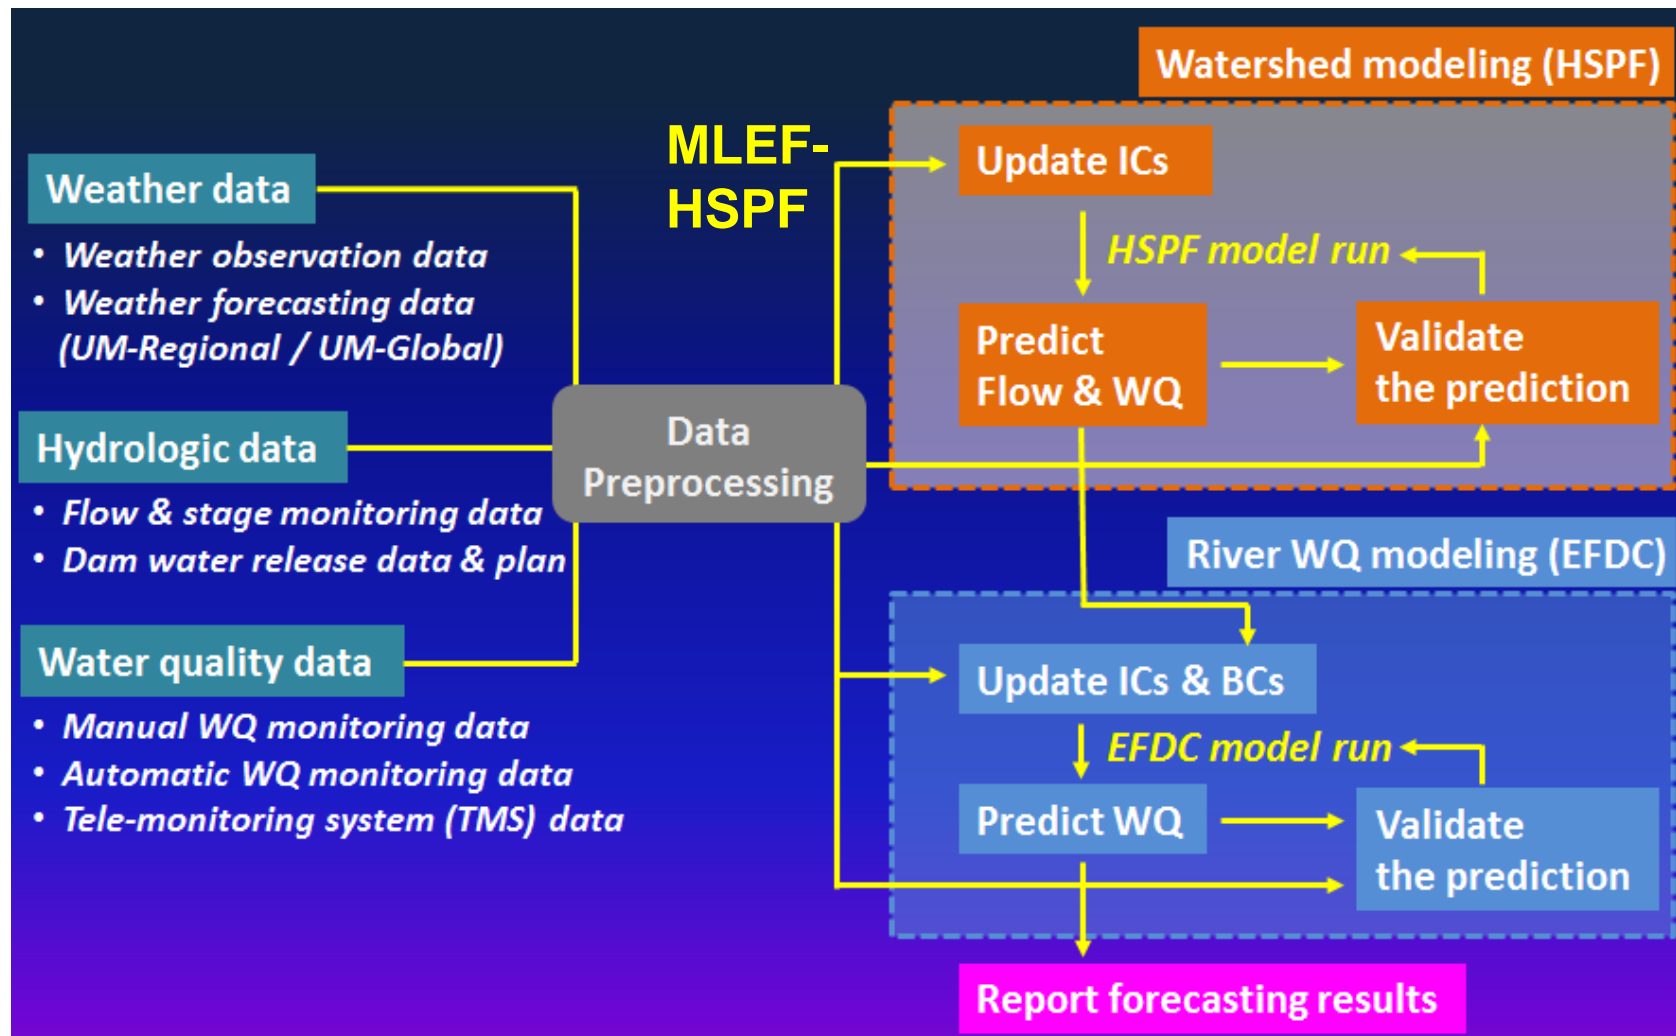 Watershed modeling (HSPF)
MLEF-
HSPF
Update ICs
HSPF model run
Predict
Flow & WQ
Validate
the prediction
Weather data
• Weather observation data
• Weather forecasting data
(UM-Regional / UM-Global)
Hydrologic data
• Flow & stage monitoring data
• Dam water release data & plan
Water quality data
• Manual WQ monitoring data
• Automatic WQ monitoring data
• Tele-monitoring system (TMS) data
Data
Preprocessing
River WQ modeling (EFDC)
Update ICs & BCs
EFDC model run
Predict WQ
Validate
the prediction
Report forecasting results